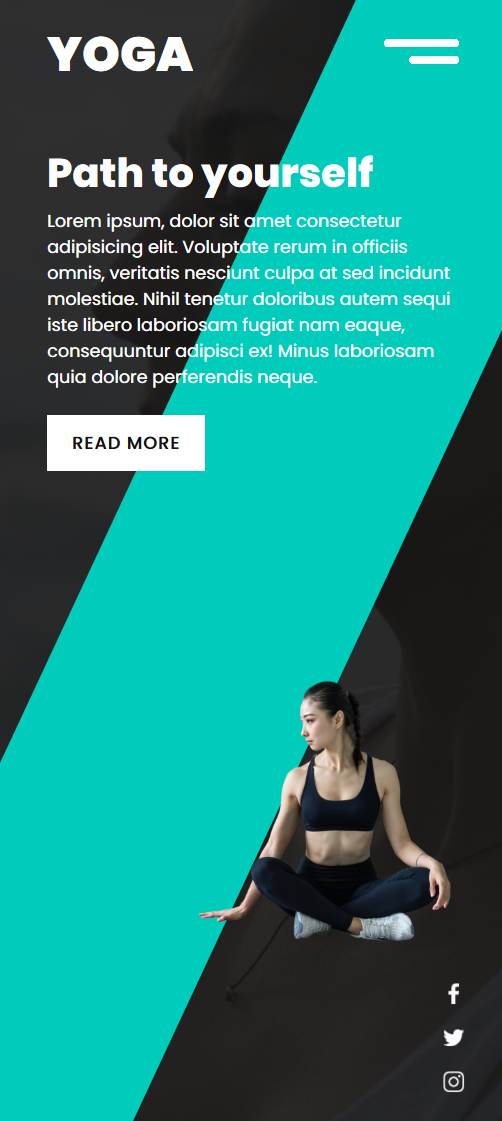 YOGA
Path to yourself
Lorem ipsum, dolor sit amet consectetur
adipisicing elit. Voluptate rerum in officiis
omnis, veritatis nesciunt culpa at sed incidunt
molestiae. Nihil tenetur doloribus autem sequi
iste libero laboriosam fugiat nam eaque,
consequuntur adipisci ex! Minus laboriosam
quia dolore perferendis neque.
READ MORE